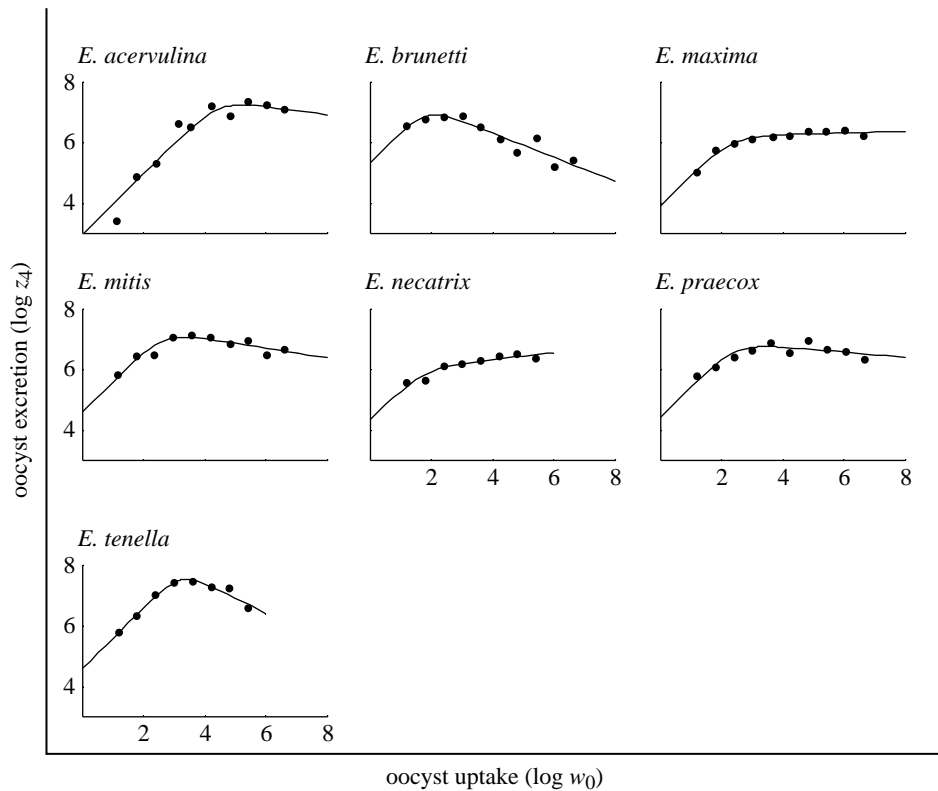 E. acervulina
E. brunetti
E. maxima
8
6
4
E. mitis
E. necatrix
E. praecox
8
6
4
2 4 6 8
2 4 6 8
E. tenella
8
6
4
2 4 6 8
oocyst excretion (log z4)
oocyst uptake (log w0)